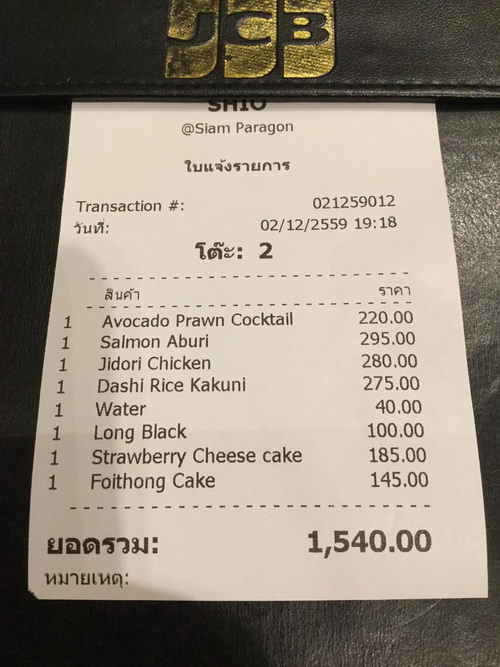 JCB
SHIO
@Siam Paragon
ใบแจ้งรายการ
Transaction #: 021259012
วันที่: 02/12/2559 19:18
โต๊ะ: 2
สินค้า ราคา
1 Avocado Prawn Cocktail 220.00
1 Salmon Aburi 295.00
1 Jidori Chicken 280.00
1 Dashi Rice Kakuni 275.00
1 Water 40.00
1 Long Black 100.00
1 Strawberry Cheese cake 185.00
1 Foithong Cake 145.00
ยอดรวม: 1,540.00
หมายเหตุ: